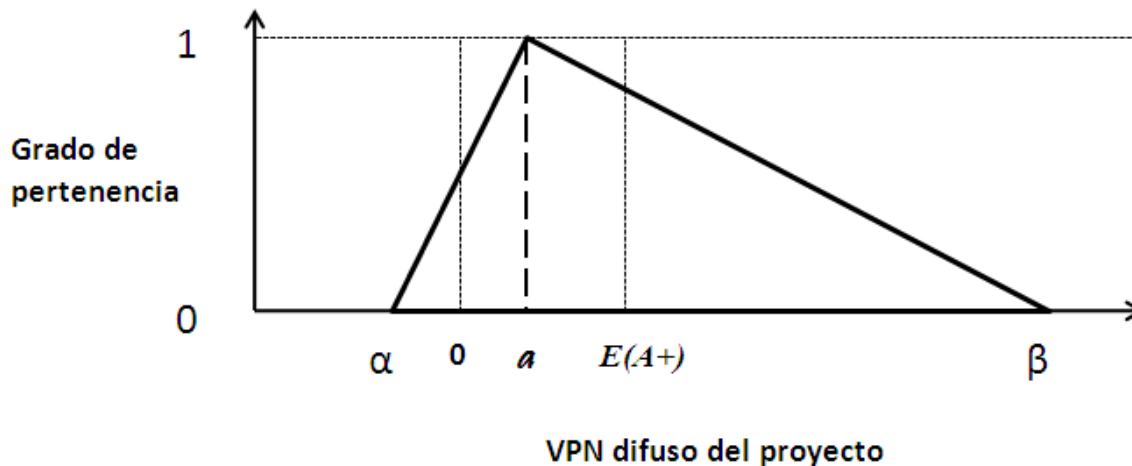 1
Grado de
pertenencia
0
α 0 a E(A+) β
VPN difuso del proyecto